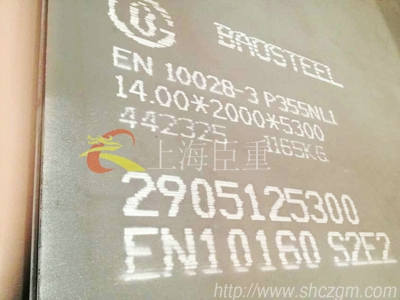 BAOSTEEL
EN 10028-3 P355NL1
14.00*2000*5300
442325 1165KG
上海臣重
2905125300
EN10160 S2E2
http://www.shczgm.com